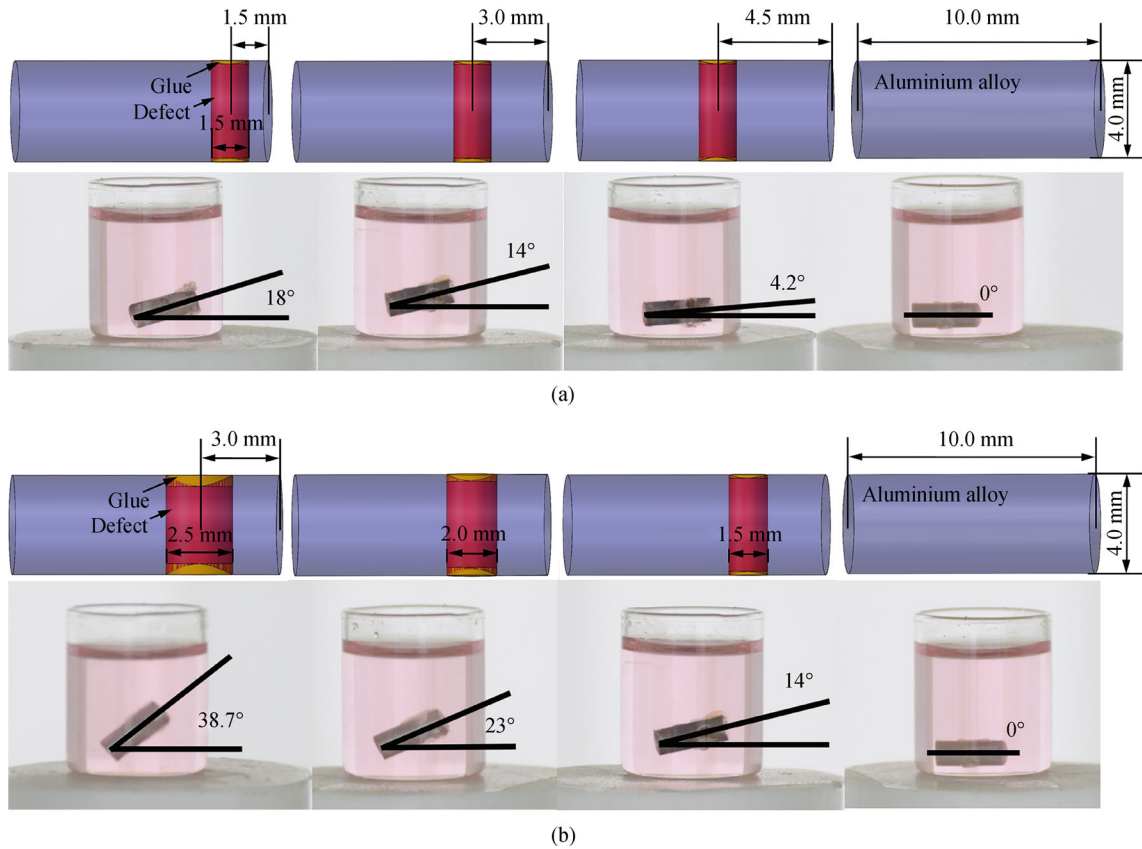 1.5 mm
3.0 mm
4.5 mm
10.0 mm
Glue
Defect
1.5 mm
Aluminium alloy
4.0 mm
18°
14°
4.2°
0°
(a)
3.0 mm
10.0 mm
Glue
Defect
2.5 mm
2.0 mm
1.5 mm
Aluminium alloy
4.0 mm
38.7°
23°
14°
0°
(b)